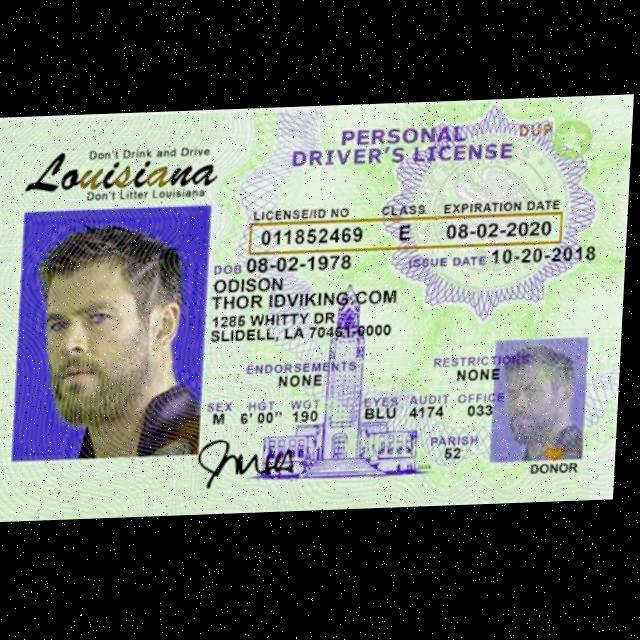 Don't Drink and Drive
Louisiana
Don't Litter Louisiana
PERSONAL
DRIVER'S LICENSE
DUP
LICENSE/ID NO CLASS EXPIRATION DATE
011852469 E 08-02-2020
DOB 08-02-1978 ISSUE DATE 10-20-2018
ODISON
THOR IDVIKING.COM
1285 WHITTY DR
SLIDELL, LA 70461-6000
ENDORSEMENTS RESTRICTIONS
NONE NONE
SEX HGT WGT EYES AUDIT OFFICE
M 6' 00" 190 BLU 4174 033
PARISH
52
DONOR